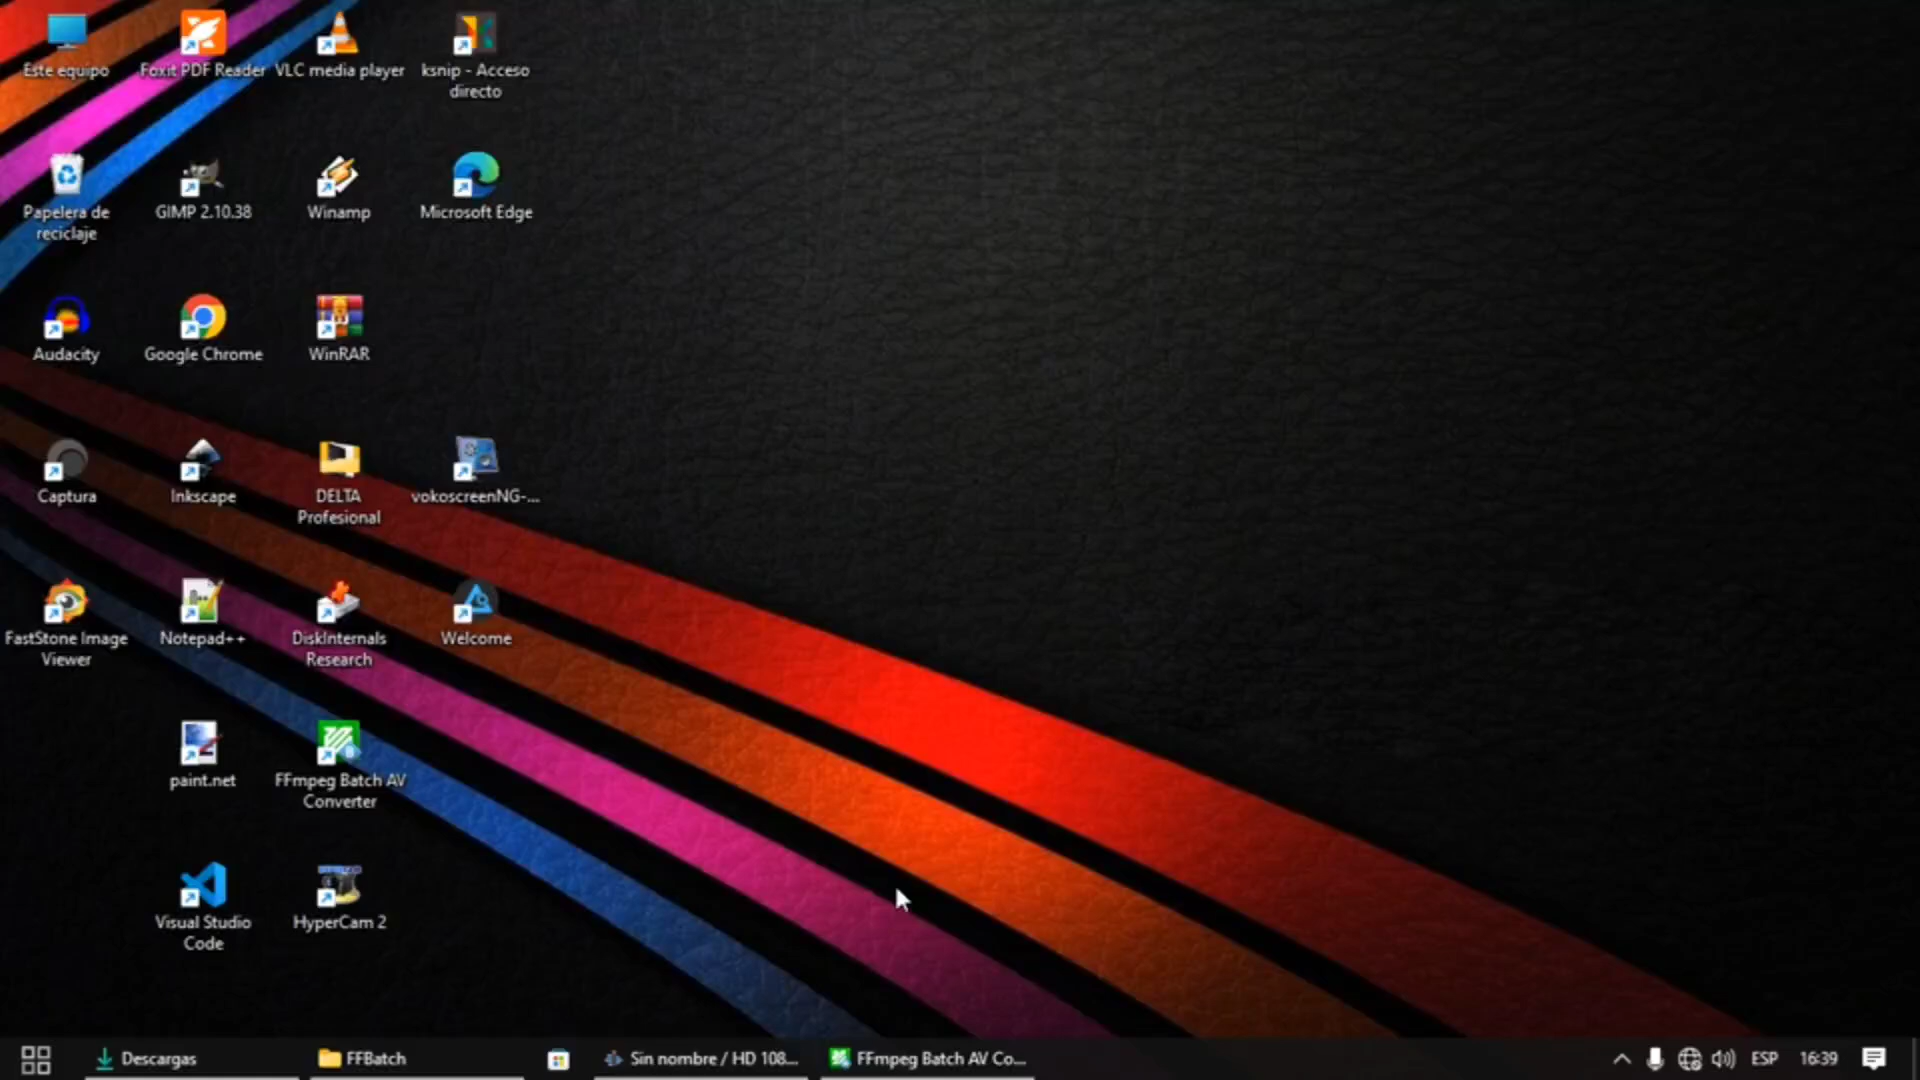 Este equipo
Foxit PDF Reader
VLC media player
ksnip - Acceso
directo
Papelera de
reciclaje
GIMP 2.10.38
Winamp
Microsoft Edge
Audacity
Google Chrome
WinRAR
Captura
Inkscape
DELTA
Profesional
vokoscreenNG-...
FastStone Image
Viewer
Notepad++
DiskInternals
Research
Welcome
paint.net
FFmpeg Batch AV
Converter
Visual Studio
Code
HyperCam 2
Descargas
FFBatch
Sin nombre / HD 108...
FFmpeg Batch AV Co...
ESP
16:39